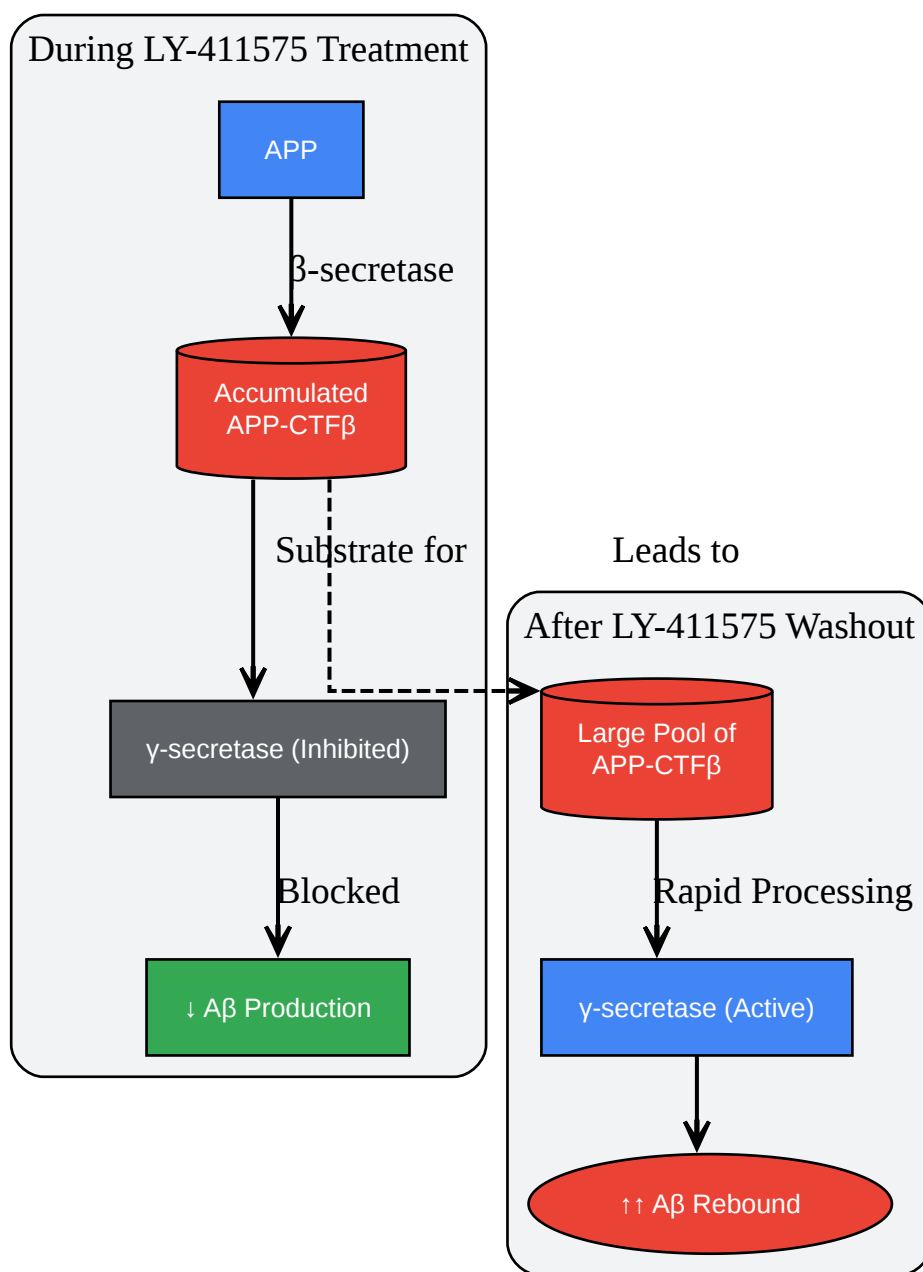 During LY-411575 Treatment
APP
β-secretase
Accumulated
APP-CTFβ
Substrate for
Leads to
After LY-411575 Washout
γ-secretase (Inhibited)
Large Pool of
APP-CTFβ
Blocked
Rapid Processing
↓ Aβ Production
γ-secretase (Active)
↑↑ Aβ Rebound